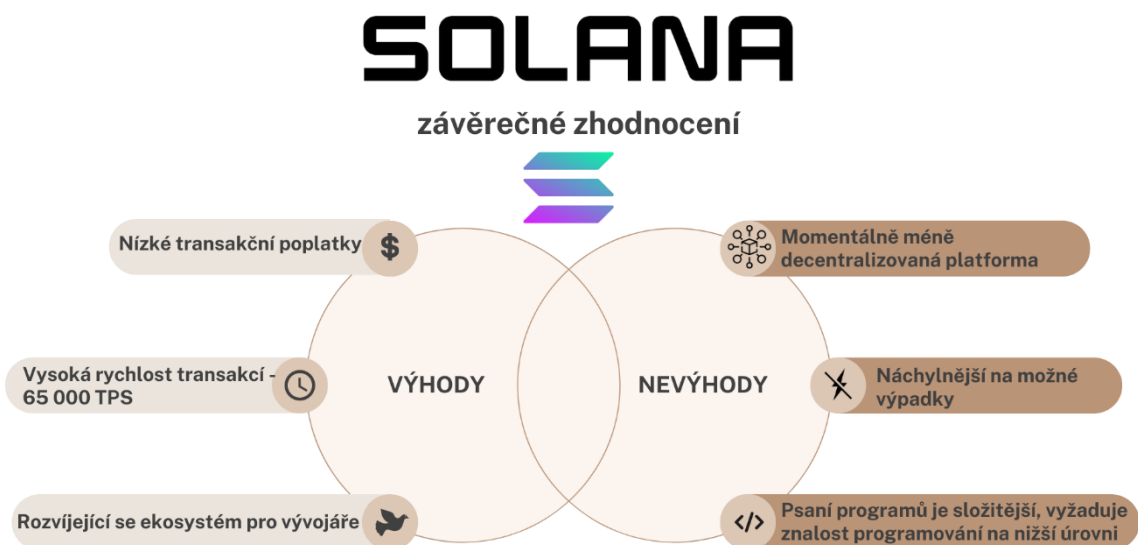 SOLANA
závěrečné zhodnocení
Nízké transakční poplatky
$
Momentálně méně
decentralizovaná platforma
Vysoká rychlost transakcí -
65 000 TPS
VÝHODY
NEVÝHODY
Náchylnější na možné
výpadky
Rozvíjející se ekosystém pro vývojáře
</>
Psaní programů je složitější, vyžaduje
znalost programování na nižší úrovni